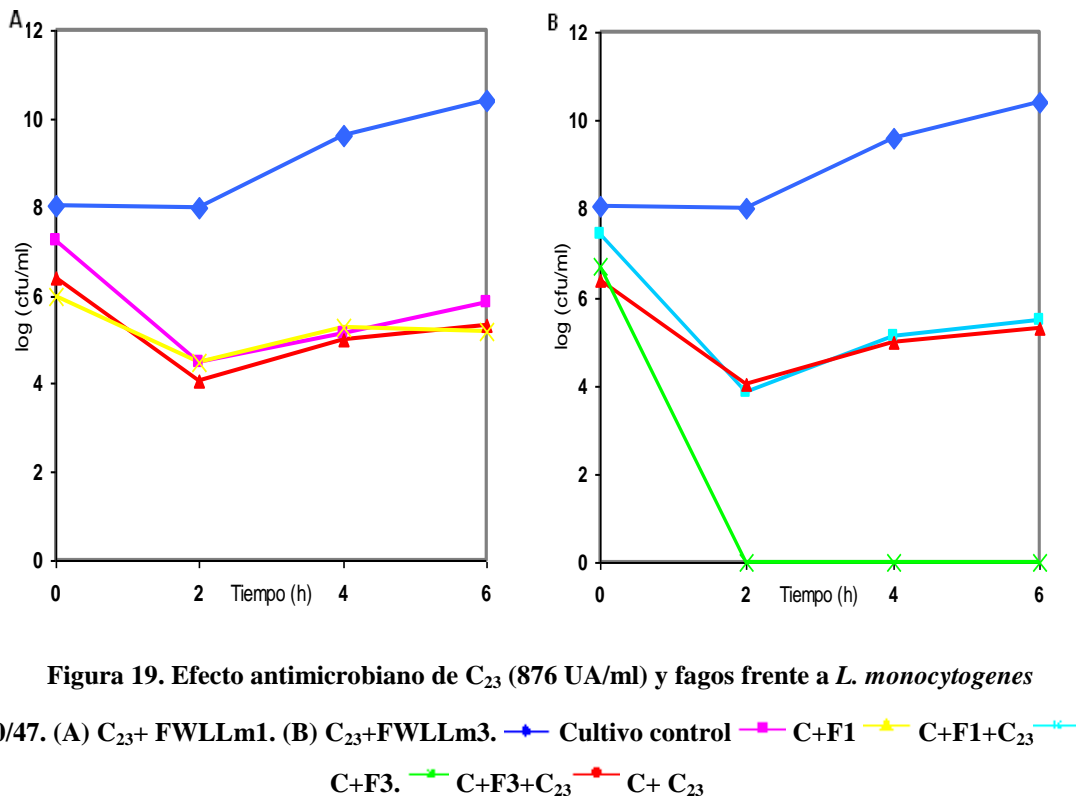 A
B
12
10
8
6
4
2
0
log (cfu/ml)
0 2 4 6
Tiempo (h)
12
10
8
6
4
2
0
log (cfu/ml)
0 2 4 6
Tiempo (h)
Figura 19. Efecto antimicrobiano de C23 (876 UA/ml) y fagos frente a L. monocytogenes
0/47. (A) C23+ FWLLm1. (B) C23+FWLLm3. Cultivo control C+F1 C+F1+C23
C+F3. C+F3+C23 C+ C23